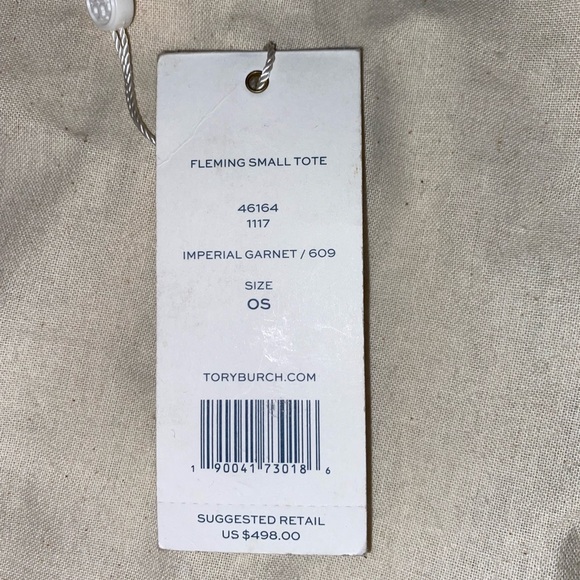 FLEMING SMALL TOTE
46164
1117
IMPERIAL GARNET / 609
SIZE
OS
TORYBURCH.COM
1 90041 73018 6
SUGGESTED RETAIL
US $498.00